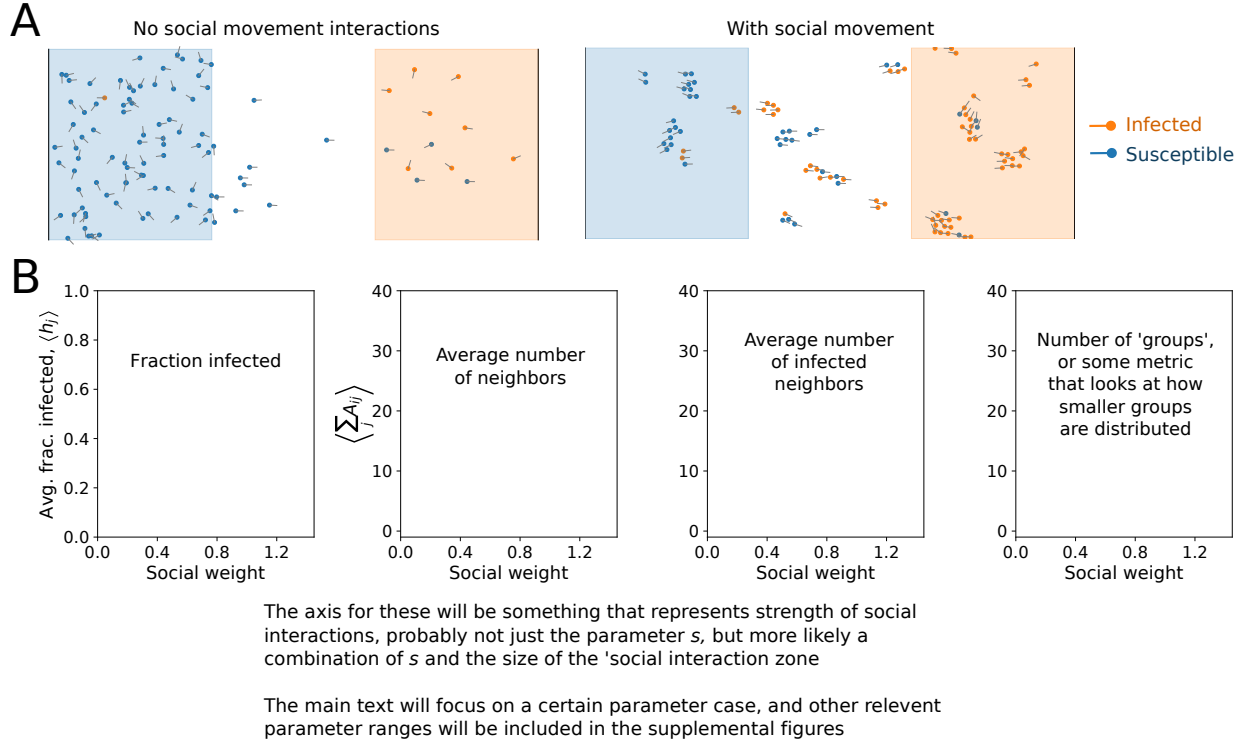 A
No social movement interactions
With social movement
Infected
Susceptible
B
1.0
0.8
0.6
0.4
0.2
0.0
Avg. frac. infected, ⟨h_j⟩
Fraction infected
0.0 0.4 0.8 1.2
Social weight
40
30
20
10
0
⟨∑_j A_ij⟩
Average number
of neighbors
0.0 0.4 0.8 1.2
Social weight
40
30
20
10
0
Average number
of infected
neighbors
0.0 0.4 0.8 1.2
Social weight
40
30
20
10
0
Number of 'groups',
or some metric
that looks at how
smaller groups
are distributed
0.0 0.4 0.8 1.2
Social weight
The axis for these will be something that represents strength of social
interactions, probably not just the parameter s, but more likely a
combination of s and the size of the 'social interaction zone
The main text will focus on a certain parameter case, and other relevent
parameter ranges will be included in the supplemental figures